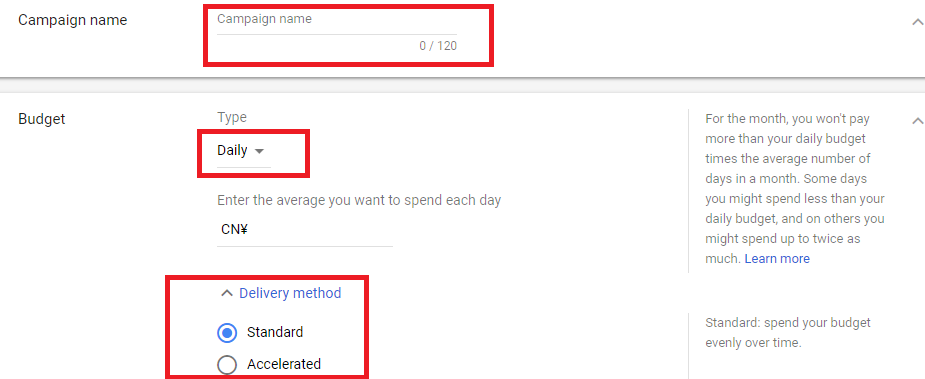 Campaign name
Campaign name
0 / 120
Budget
Type
Daily
Enter the average you want to spend each day
CN¥
Delivery method
Standard
Accelerated
For the month, you won't pay
more than your daily budget
times the average number of
days in a month. Some days
you might spend less than your
daily budget, and on others you
might spend up to twice as
much. Learn more
Standard: spend your budget
evenly over time.